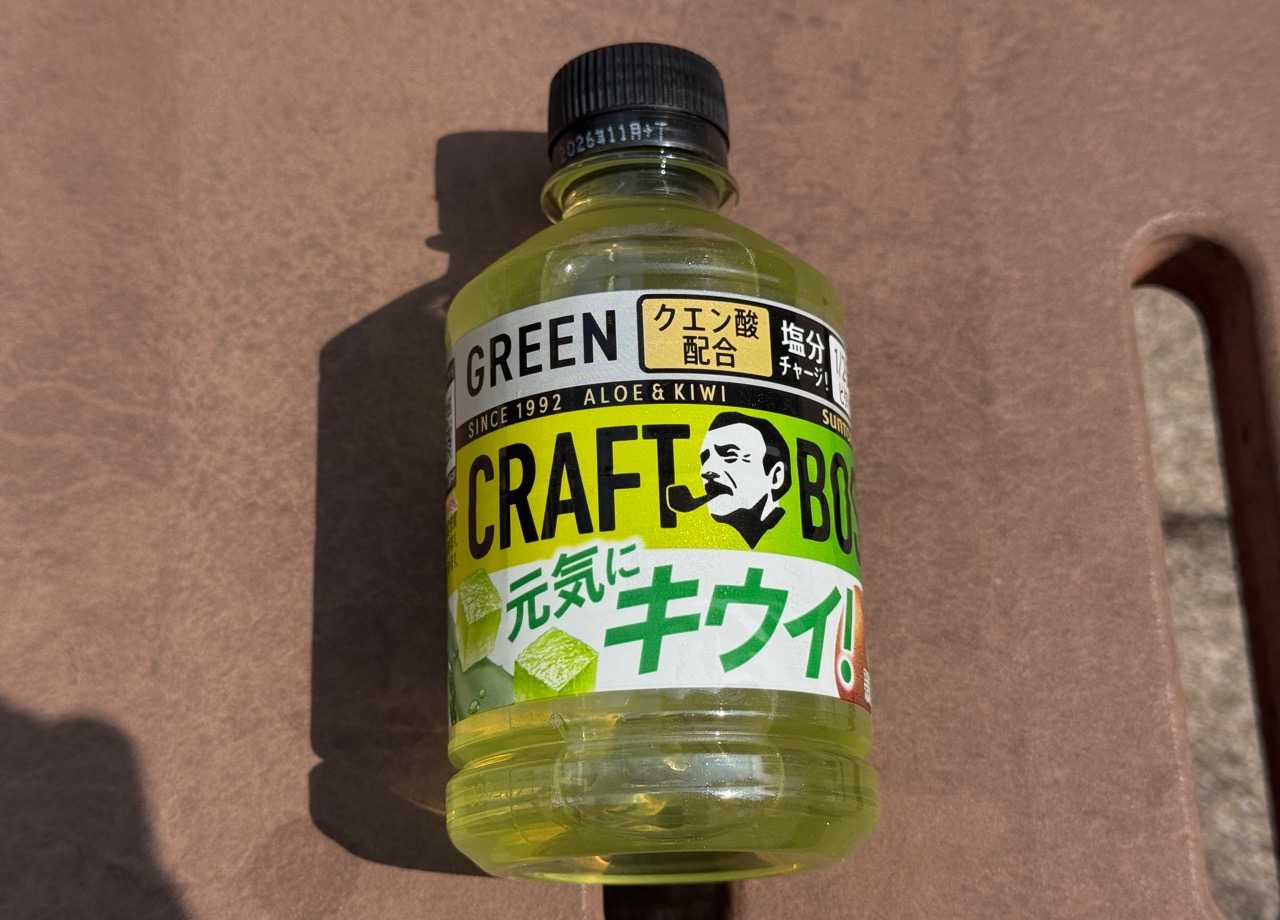 2026年11月+T
GREEN
クエン酸
配合
塩分
チャージ!
SINCE 1992 ALOE & KIWI
CRAFT BOS
元気に
キウイ!